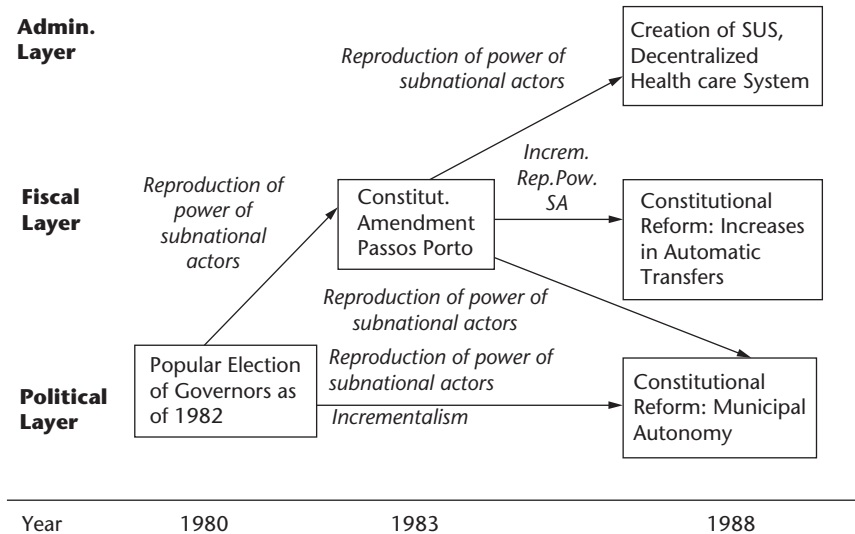 Admin.
Layer
Reproduction of power of
subnational actors
Creation of SUS,
Decentralized
Health care System
Fiscal
Layer
Reproduction of
power of
subnational
actors
Constitut.
Amendment
Passos Porto
Increm.
Rep.Pow.
SA
Constitutional
Reform: Increases
in Automatic
Transfers
Reproduction of power of
subnational actors
Political
Layer
Popular Election
of Governors as
of 1982
Reproduction of power of
subnational actors
Incrementalism
Constitutional
Reform: Municipal
Autonomy
Year 1980 1983 1988